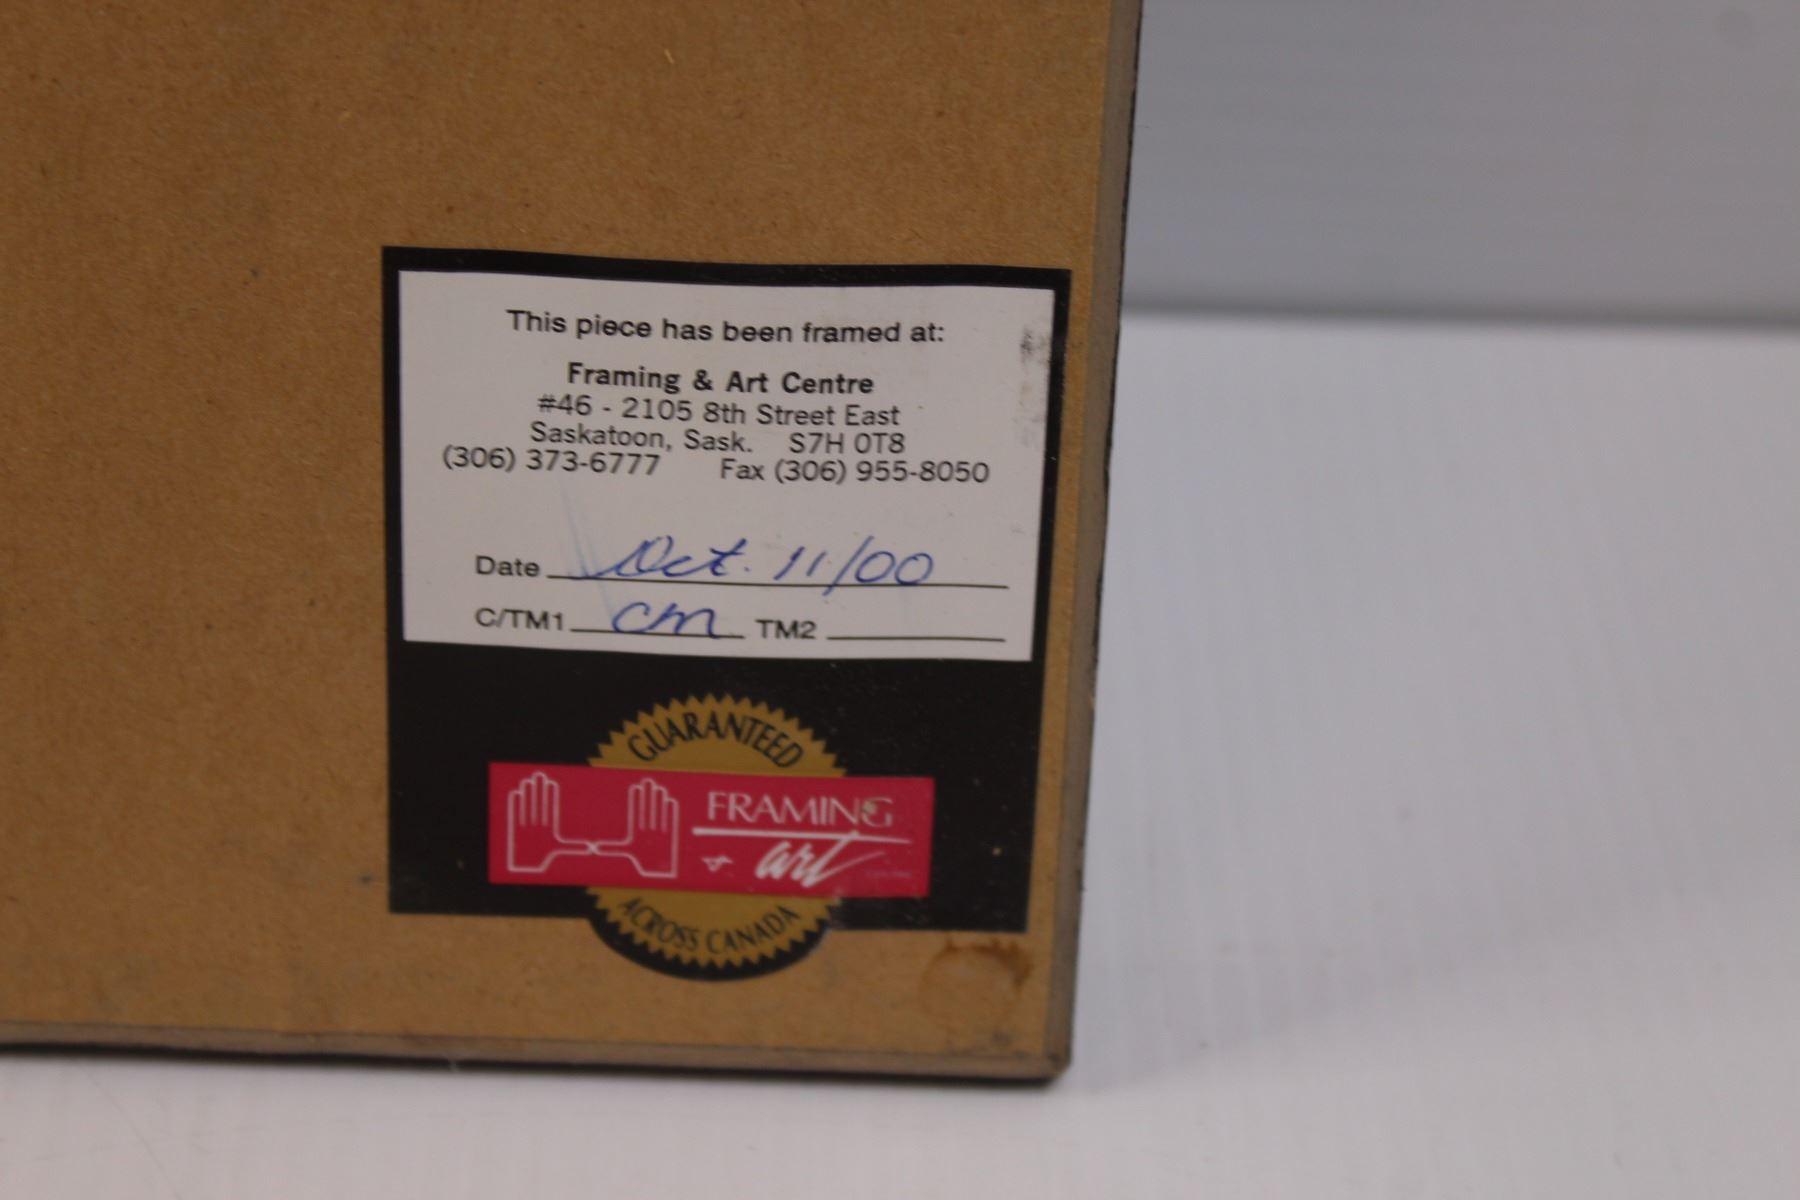 This piece has been framed at:
Framing & Art Centre
#46 - 2105 8th Street East
Saskatoon, Sask. S7H 0T8
(306) 373-6777 Fax (306) 955-8050
Date Oct. 11/00
C/TM1 cm TM2
GUARANTEED
FRAMING
art
ACROSS CANADA